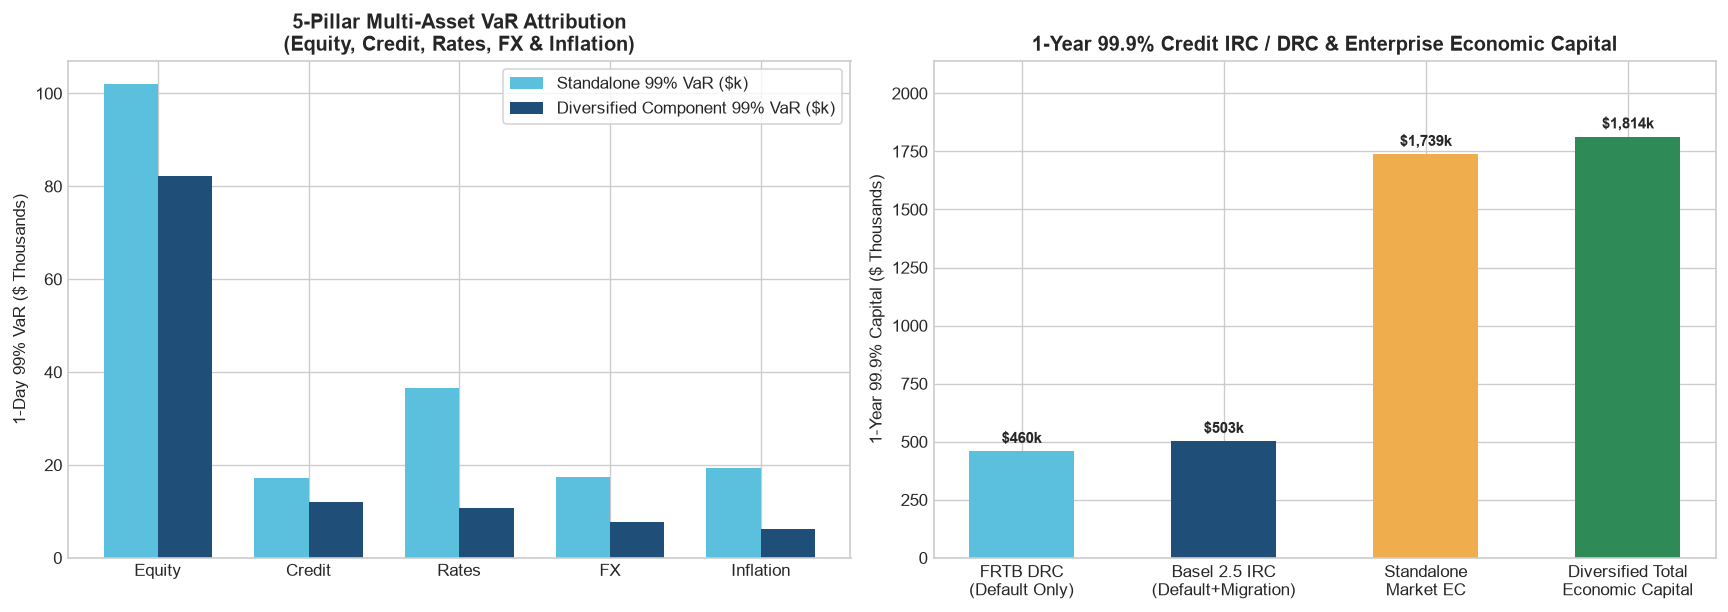 5-Pillar Multi-Asset VaR Attribution
(Equity, Credit, Rates, FX & Inflation)
Standalone 99% VaR ($k)
Diversified Component 99% VaR ($k)
1-Day 99% VaR ($ Thousands)
100
80
60
40
20
0
Equity
Credit
Rates
FX
Inflation
1-Year 99.9% Credit IRC / DRC & Enterprise Economic Capital
1-Year 99.9% Capital ($ Thousands)
2000
1750
1500
1250
1000
750
500
250
0
$460k
$503k
$1,739k
$1,814k
FRTB DRC
(Default Only)
Basel 2.5 IRC
(Default+Migration)
Standalone
Market EC
Diversified Total
Economic Capital